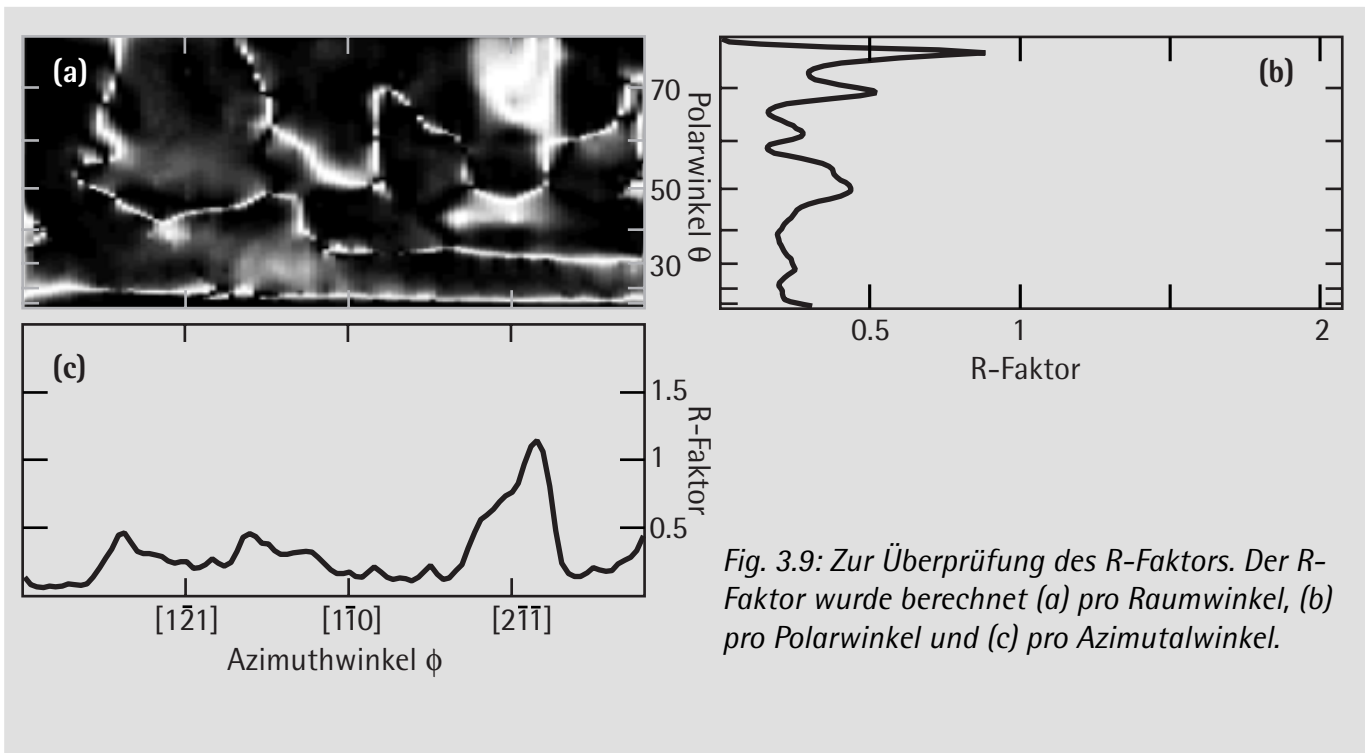 (a)
70
50
30
Polarwinkel θ
(b)
0.5
1
2
R-Faktor
(c)
1.5
1
0.5
R-Faktor
[12̄1]
[11̄0]
[21̄1̄]
Azimuthwinkel ϕ
Fig. 3.9: Zur Überprüfung des R-Faktors. Der R-
Faktor wurde berechnet (a) pro Raumwinkel, (b)
pro Polarwinkel und (c) pro Azimutalwinkel.